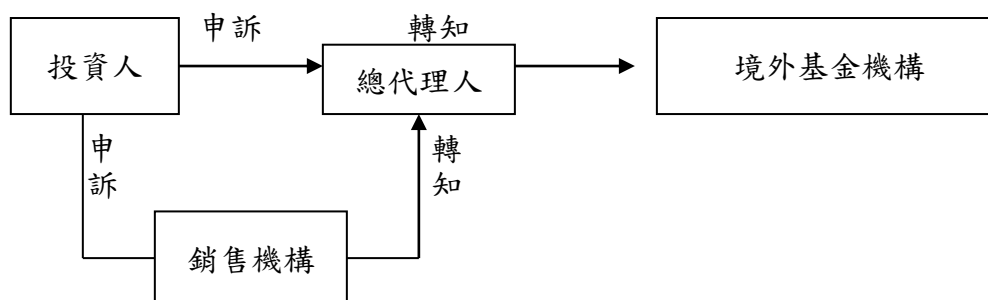 申訴
轉知
投資人
總代理人
境外基金機構
申訴
轉知
銷售機構